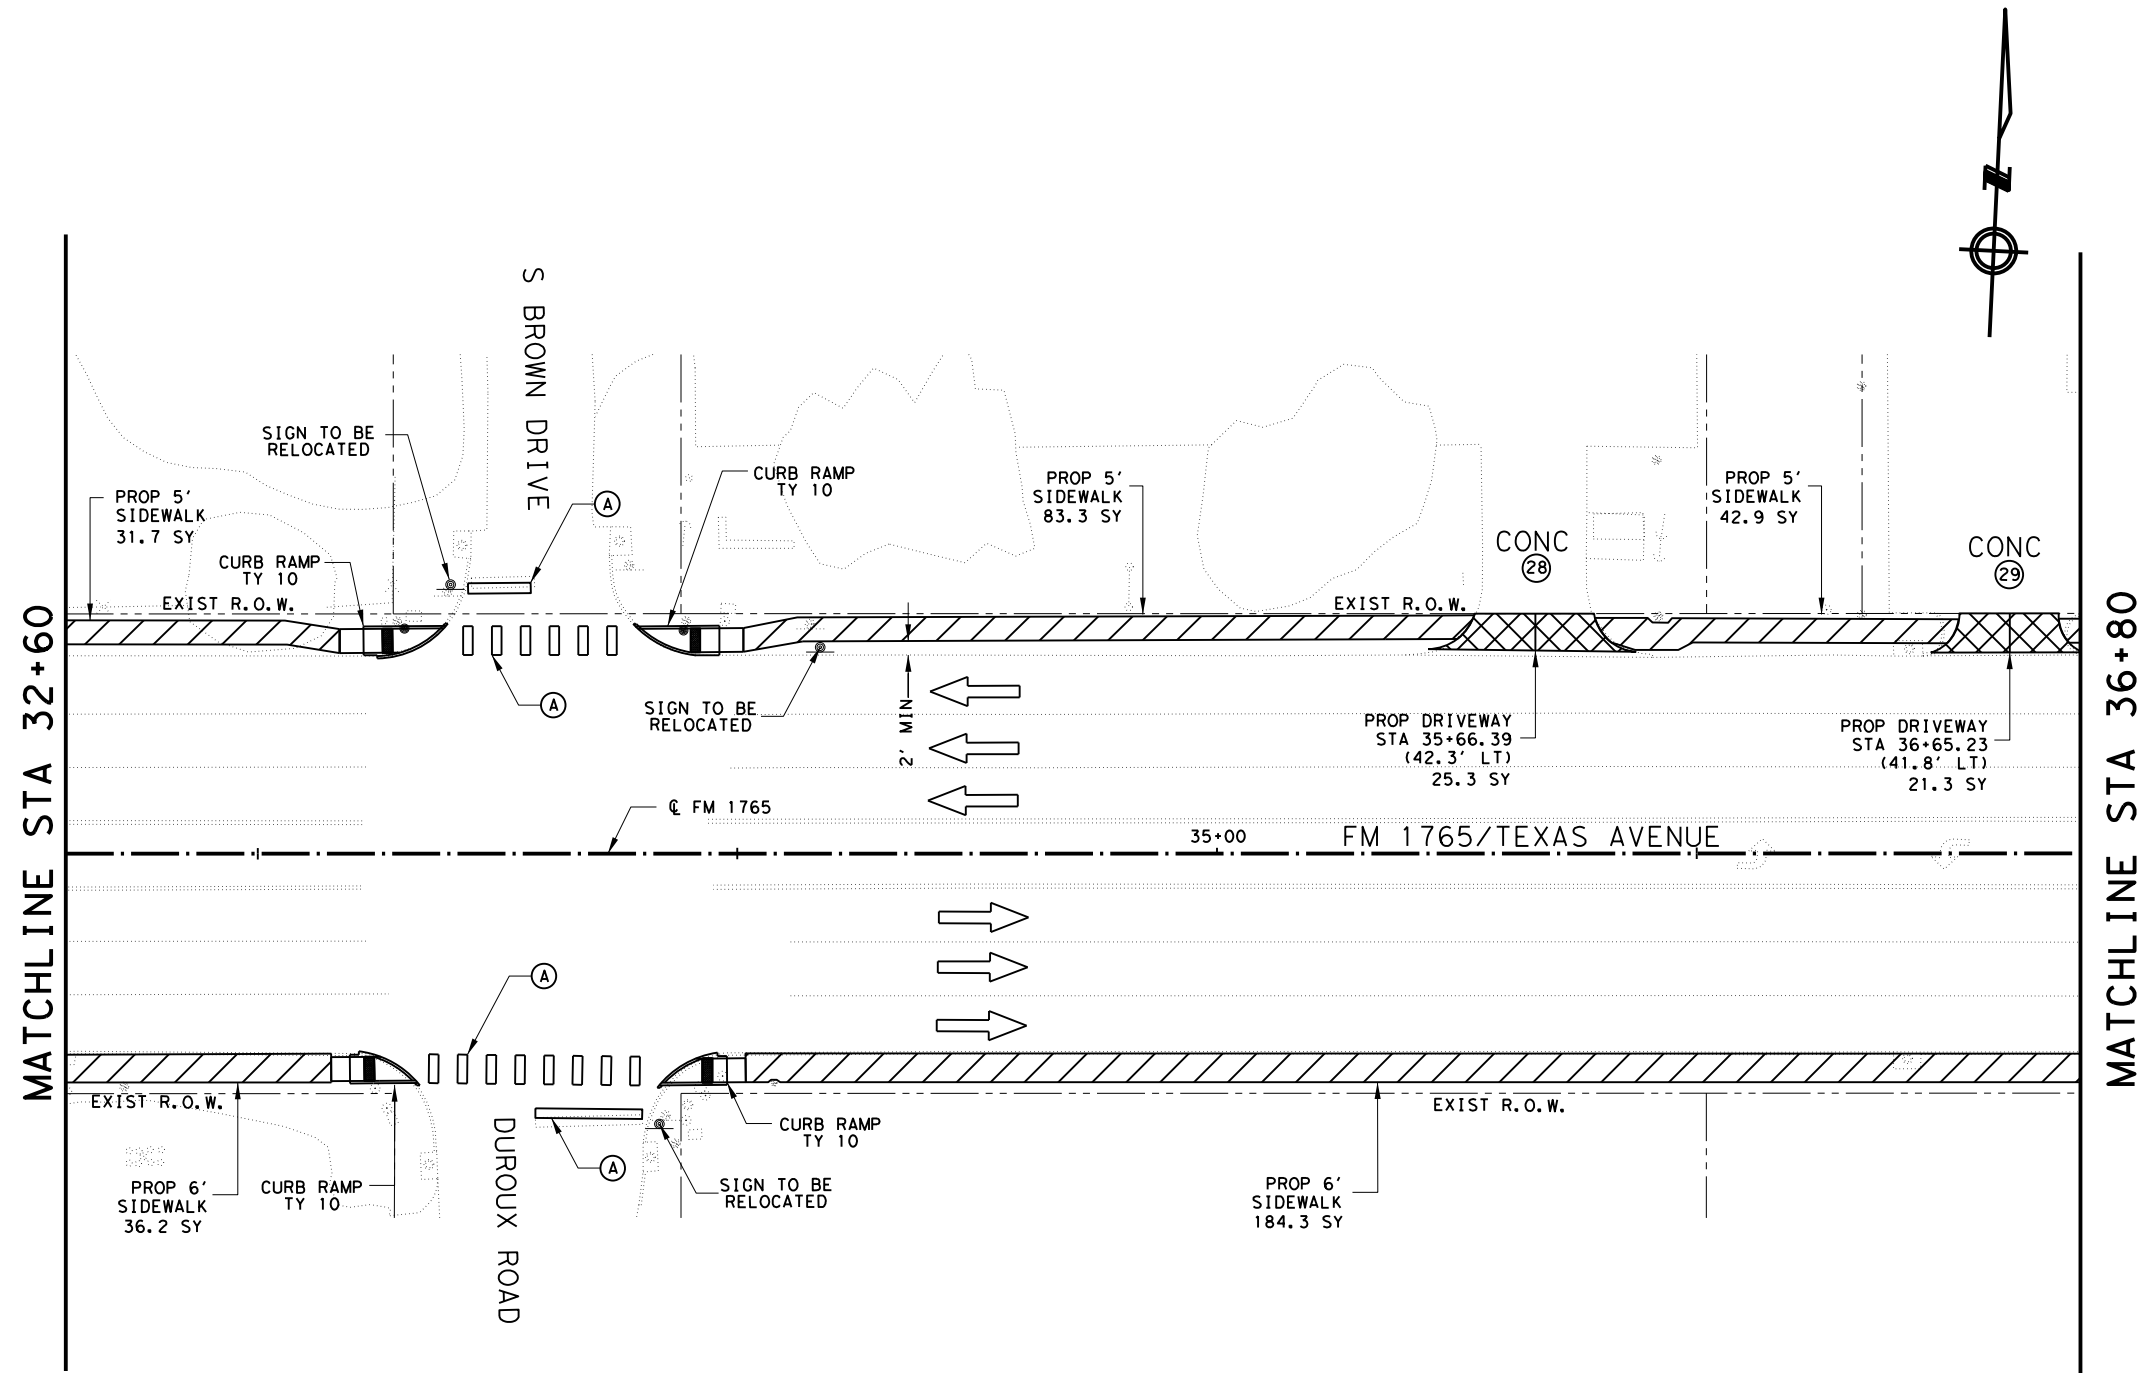 N
S BROWN DRIVE
SIGN TO BE
RELOCATED
CURB RAMP
TY 10
PROP 5'
SIDEWALK
83.3 SY
PROP 5'
SIDEWALK
42.9 SY
PROP 5'
SIDEWALK
31.7 SY
A
CONC
28
CONC
29
CURB RAMP
TY 10
EXIST R.O.W.
EXIST R.O.W.
MATCHLINE STA 32+60
MATCHLINE STA 36+80
A
SIGN TO BE
RELOCATED
2' MIN
PROP DRIVEWAY
STA 35+66.39
(42.3' LT)
25.3 SY
PROP DRIVEWAY
STA 36+65.23
(41.8' LT)
21.3 SY
℄ FM 1765
35+00
FM 1765/TEXAS AVENUE
A
EXIST R.O.W.
EXIST R.O.W.
DUROUX ROAD
CURB RAMP
TY 10
A
PROP 6'
SIDEWALK
36.2 SY
CURB RAMP
TY 10
SIGN TO BE
RELOCATED
PROP 6'
SIDEWALK
184.3 SY